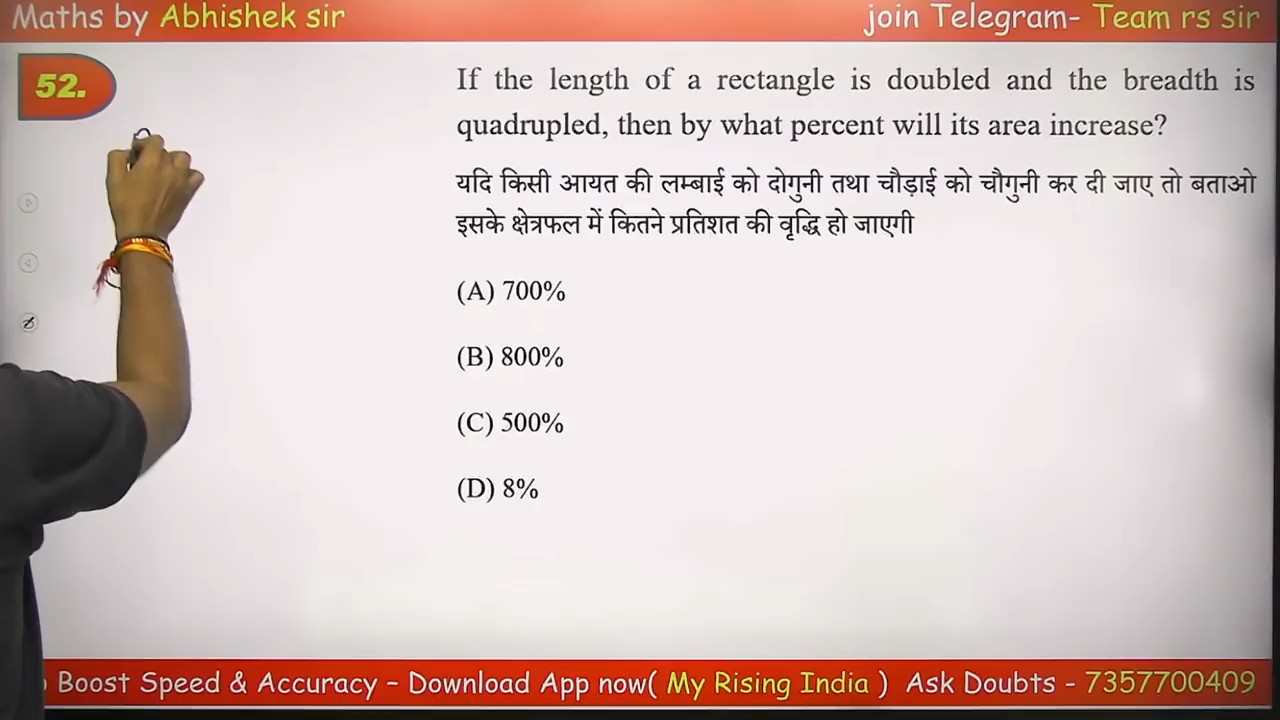 Maths by Abhishek sir
join Telegram- Team rs sir
52.
If the length of a rectangle is doubled and the breadth is
quadrupled, then by what percent will its area increase?
यदि किसी आयत की लम्बाई को दोगुनी तथा चौड़ाई को चौगुनी कर दी जाए तो बताओ
इसके क्षेत्रफल में कितने प्रतिशत की वृद्धि हो जाएगी
(A) 700%
(B) 800%
(C) 500%
(D) 8%
Boost Speed & Accuracy – Download App now( My Rising India ) Ask Doubts - 7357700409